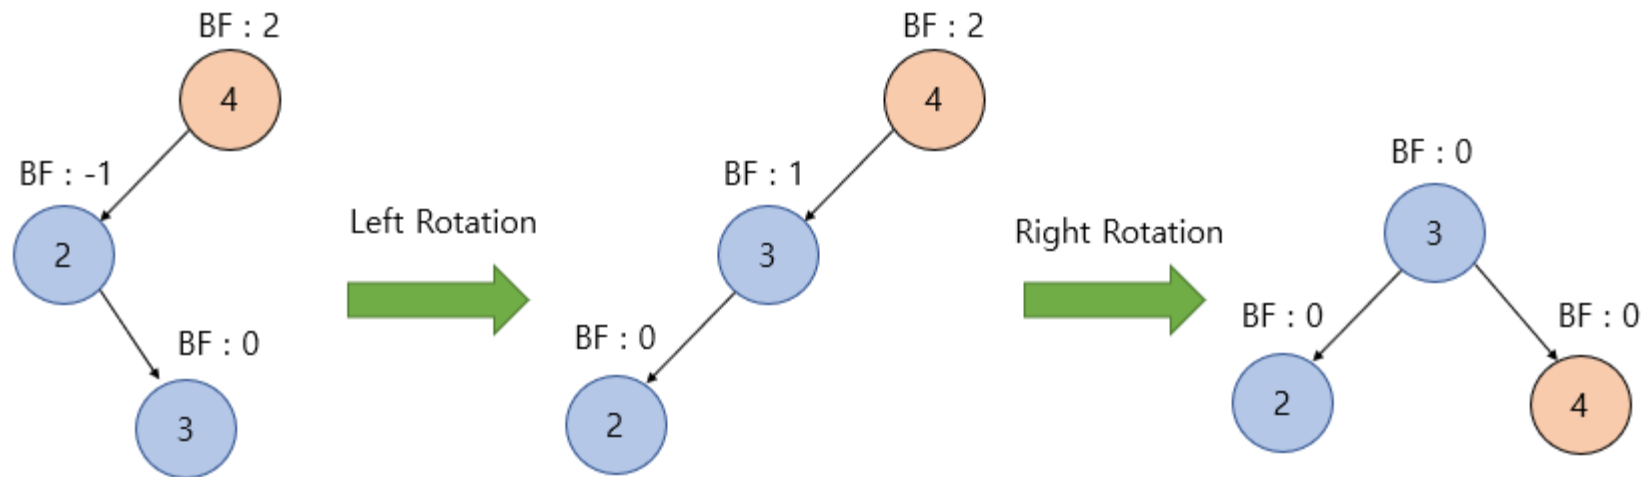 BF : 2
4
BF : -1
2
BF : 0
3
Left Rotation
BF : 2
4
BF : 1
3
BF : 0
2
Right Rotation
BF : 0
3
BF : 0
2
BF : 0
4